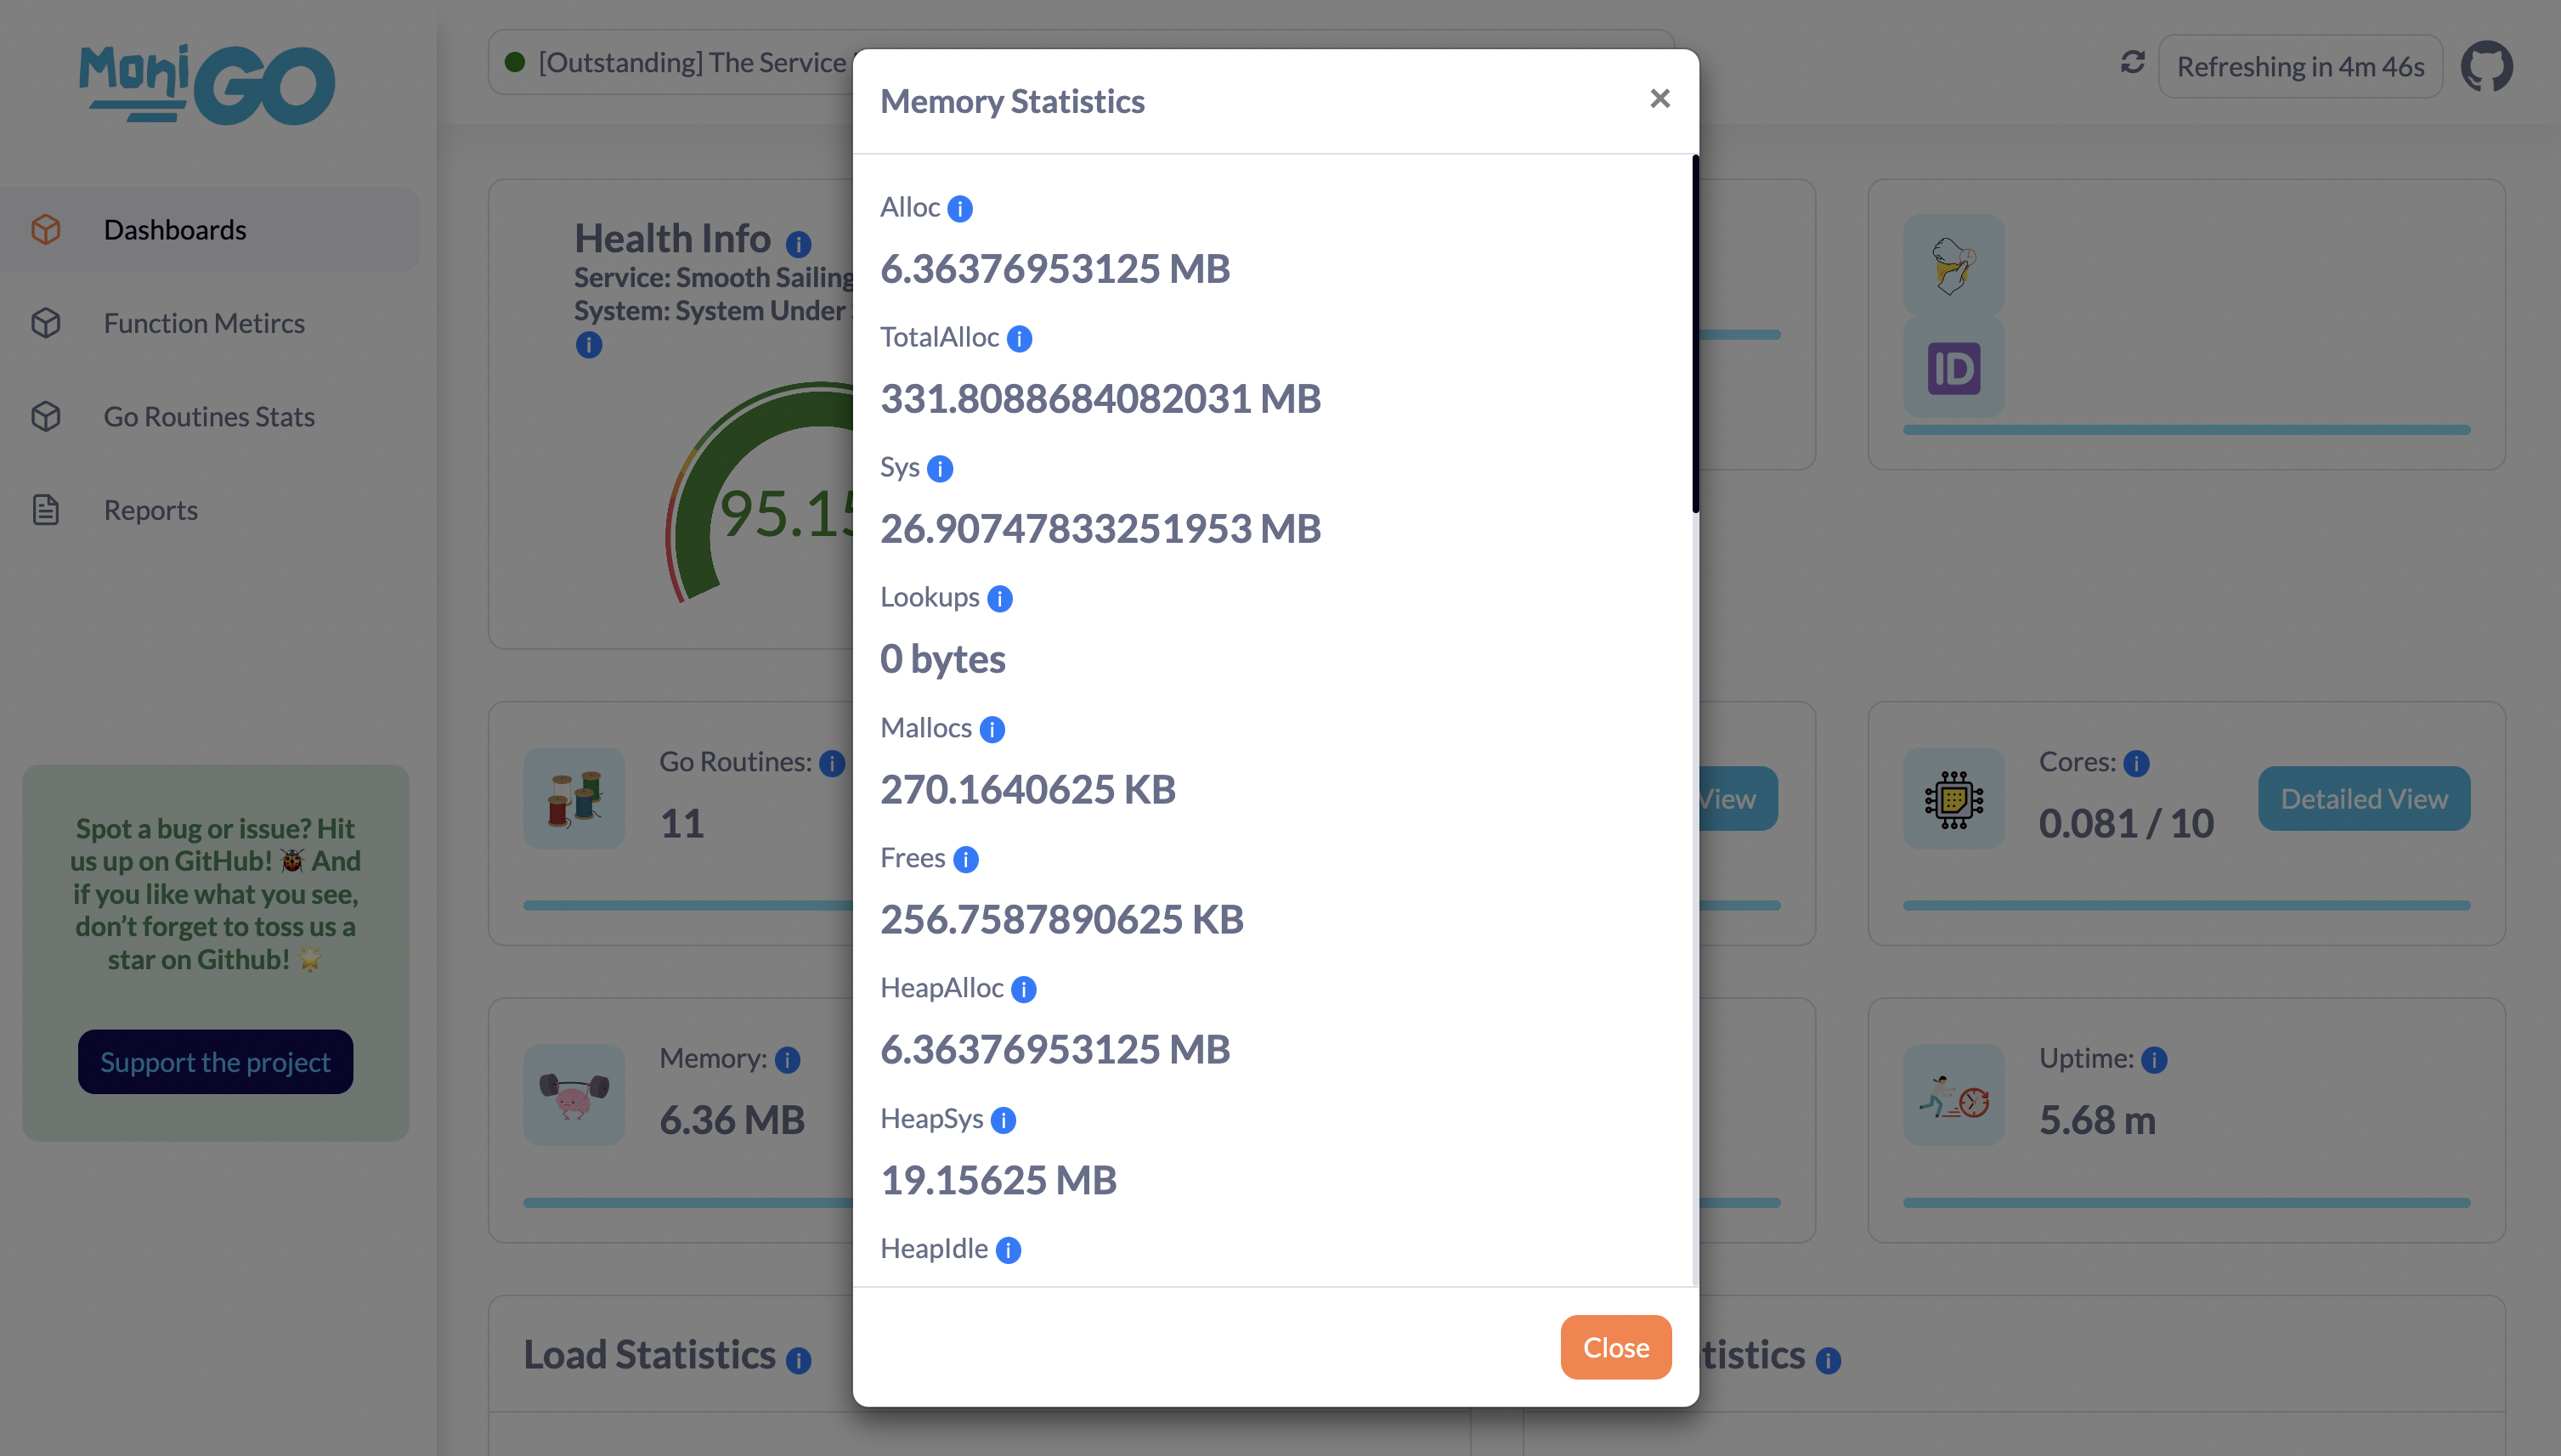 MoniGO
Dashboards
Function Metircs
Go Routines Stats
Reports
Spot a bug or issue? Hit
us up on GitHub! 🐞 And
if you like what you see,
don’t forget to toss us a
star on Github! 🌟
Support the project
[Outstanding] The Service
Refreshing in 4m 46s
Health Info
Service: Smooth Sailing
System: System Under
95.15
ID
Go Routines:
11
View
Cores:
0.081 / 10
Detailed View
Memory:
6.36 MB
Uptime:
5.68 m
Load Statistics
tistics
Memory Statistics
Alloc
6.36376953125 MB
TotalAlloc
331.8088684082031 MB
Sys
26.90747833251953 MB
Lookups
0 bytes
Mallocs
270.1640625 KB
Frees
256.7587890625 KB
HeapAlloc
6.36376953125 MB
HeapSys
19.15625 MB
HeapIdle
Close